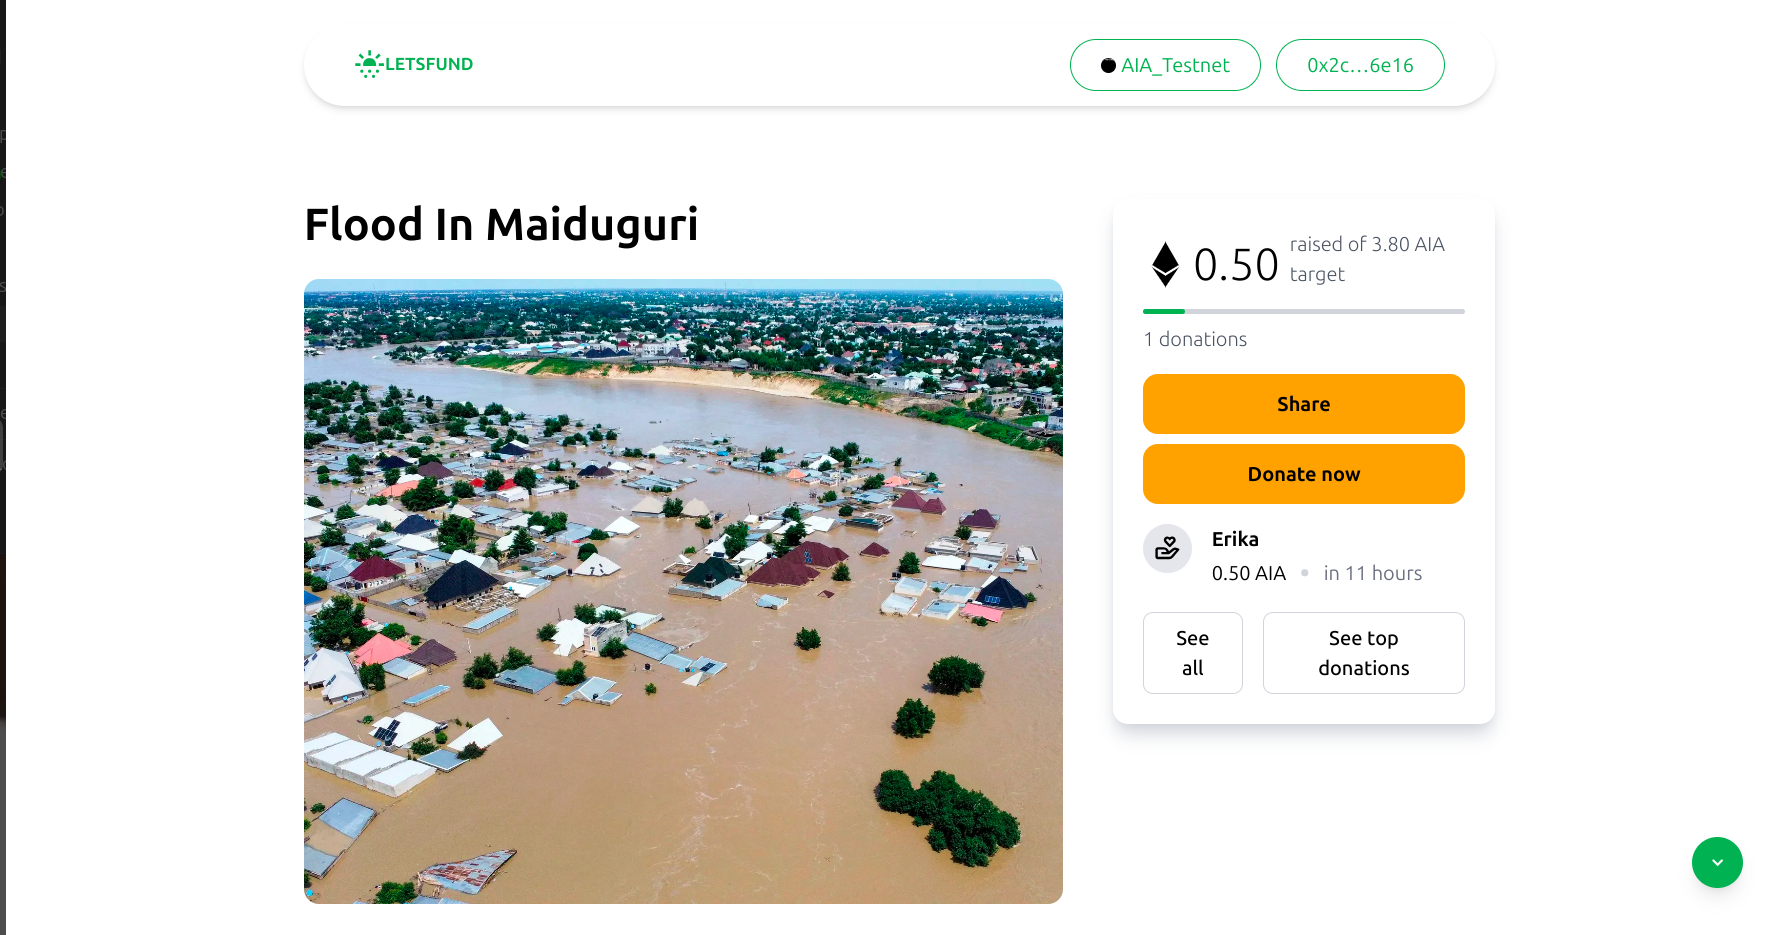 LETSFUND
AIA_Testnet
0x2c...6e16
Flood In Maiduguri
0.50
raised of 3.80 AIA
target
1 donations
Share
Donate now
Erika
0.50 AIA • in 11 hours
See
all
See top
donations